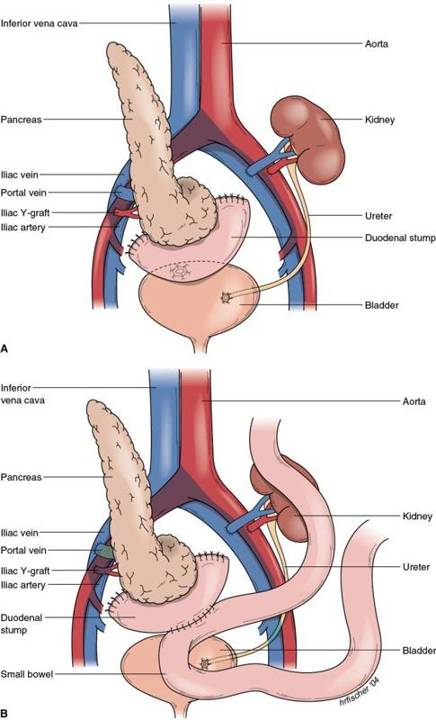 Inferior vena cava
Aorta
Pancreas
Kidney
Iliac vein
Portal vein
Iliac Y-graft
Iliac artery
Ureter
Duodenal stump
Bladder
A
Inferior
vena cava
Aorta
Pancreas
Kidney
Iliac vein
Portal vein
Iliac Y-graft
Iliac artery
Ureter
Duodenal
stump
Bladder
Small bowel
hrfischer '04
B